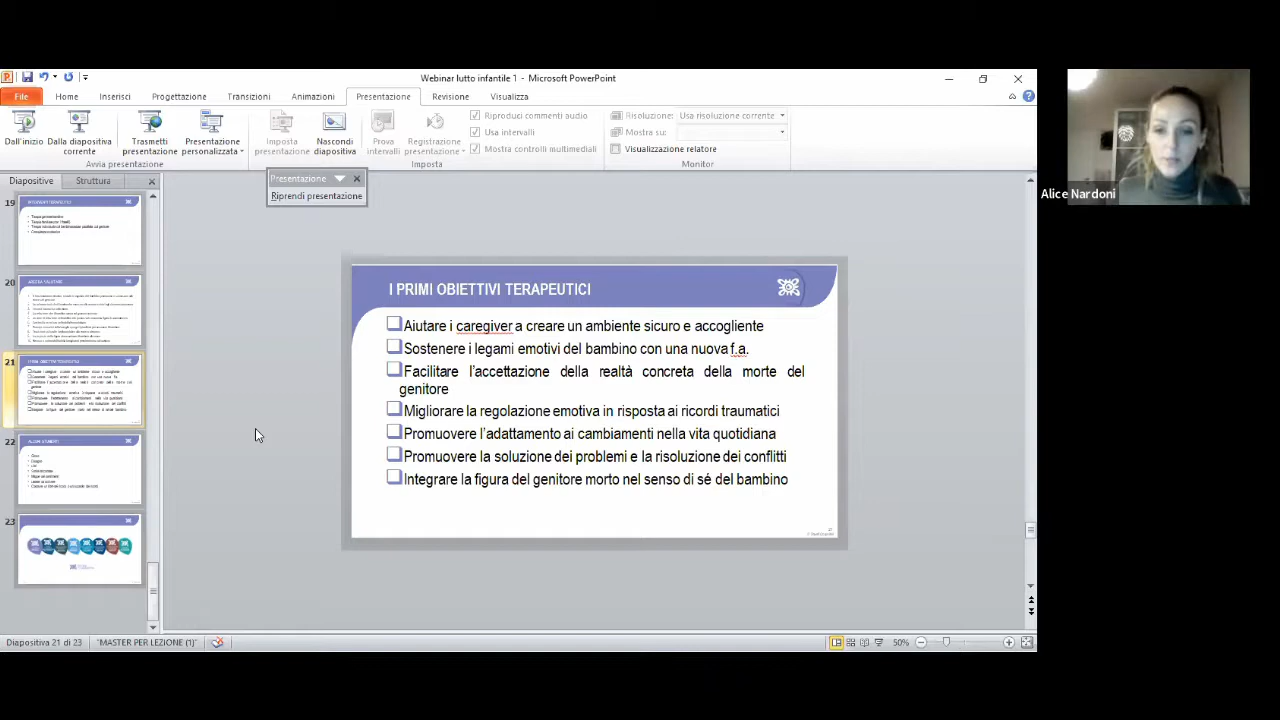 Webinar lutto infantile 1 - Microsoft PowerPoint
File Home Inserisci Progettazione Transizioni Animazioni Presentazione Revisione Visualizza
Dall'inizio
Dalla diapositiva corrente
Trasmetti presentazione
Presentazione personalizzata
Avvia presentazione
Imposta presentazione
Nascondi diapositiva
Prova intervalli
Registrazione presentazione
Riproduci commenti audio
Usa intervalli
Mostra controlli multimediali
Imposta
Risoluzione: Usa risoluzione corrente
Mostra su:
Visualizzazione relatore
Monitor
Presentazione
Riprendi presentazione
Diapositive Struttura
19
20
21
22
23
I PRIMI OBIETTIVI TERAPEUTICI
Aiutare i caregiver a creare un ambiente sicuro e accogliente
Sostenere i legami emotivi del bambino con una nuova f.a.
Facilitare l'accettazione della realtà concreta della morte del
genitore
Migliorare la regolazione emotiva in risposta ai ricordi traumatici
Promuovere l'adattamento ai cambiamenti nella vita quotidiana
Promuovere la soluzione dei problemi e la risoluzione dei conflitti
Integrare la figura del genitore morto nel senso di sé del bambino
Diapositiva 21 di 23 "MASTER PER LEZIONE (1)" 50%
Alice Nardoni